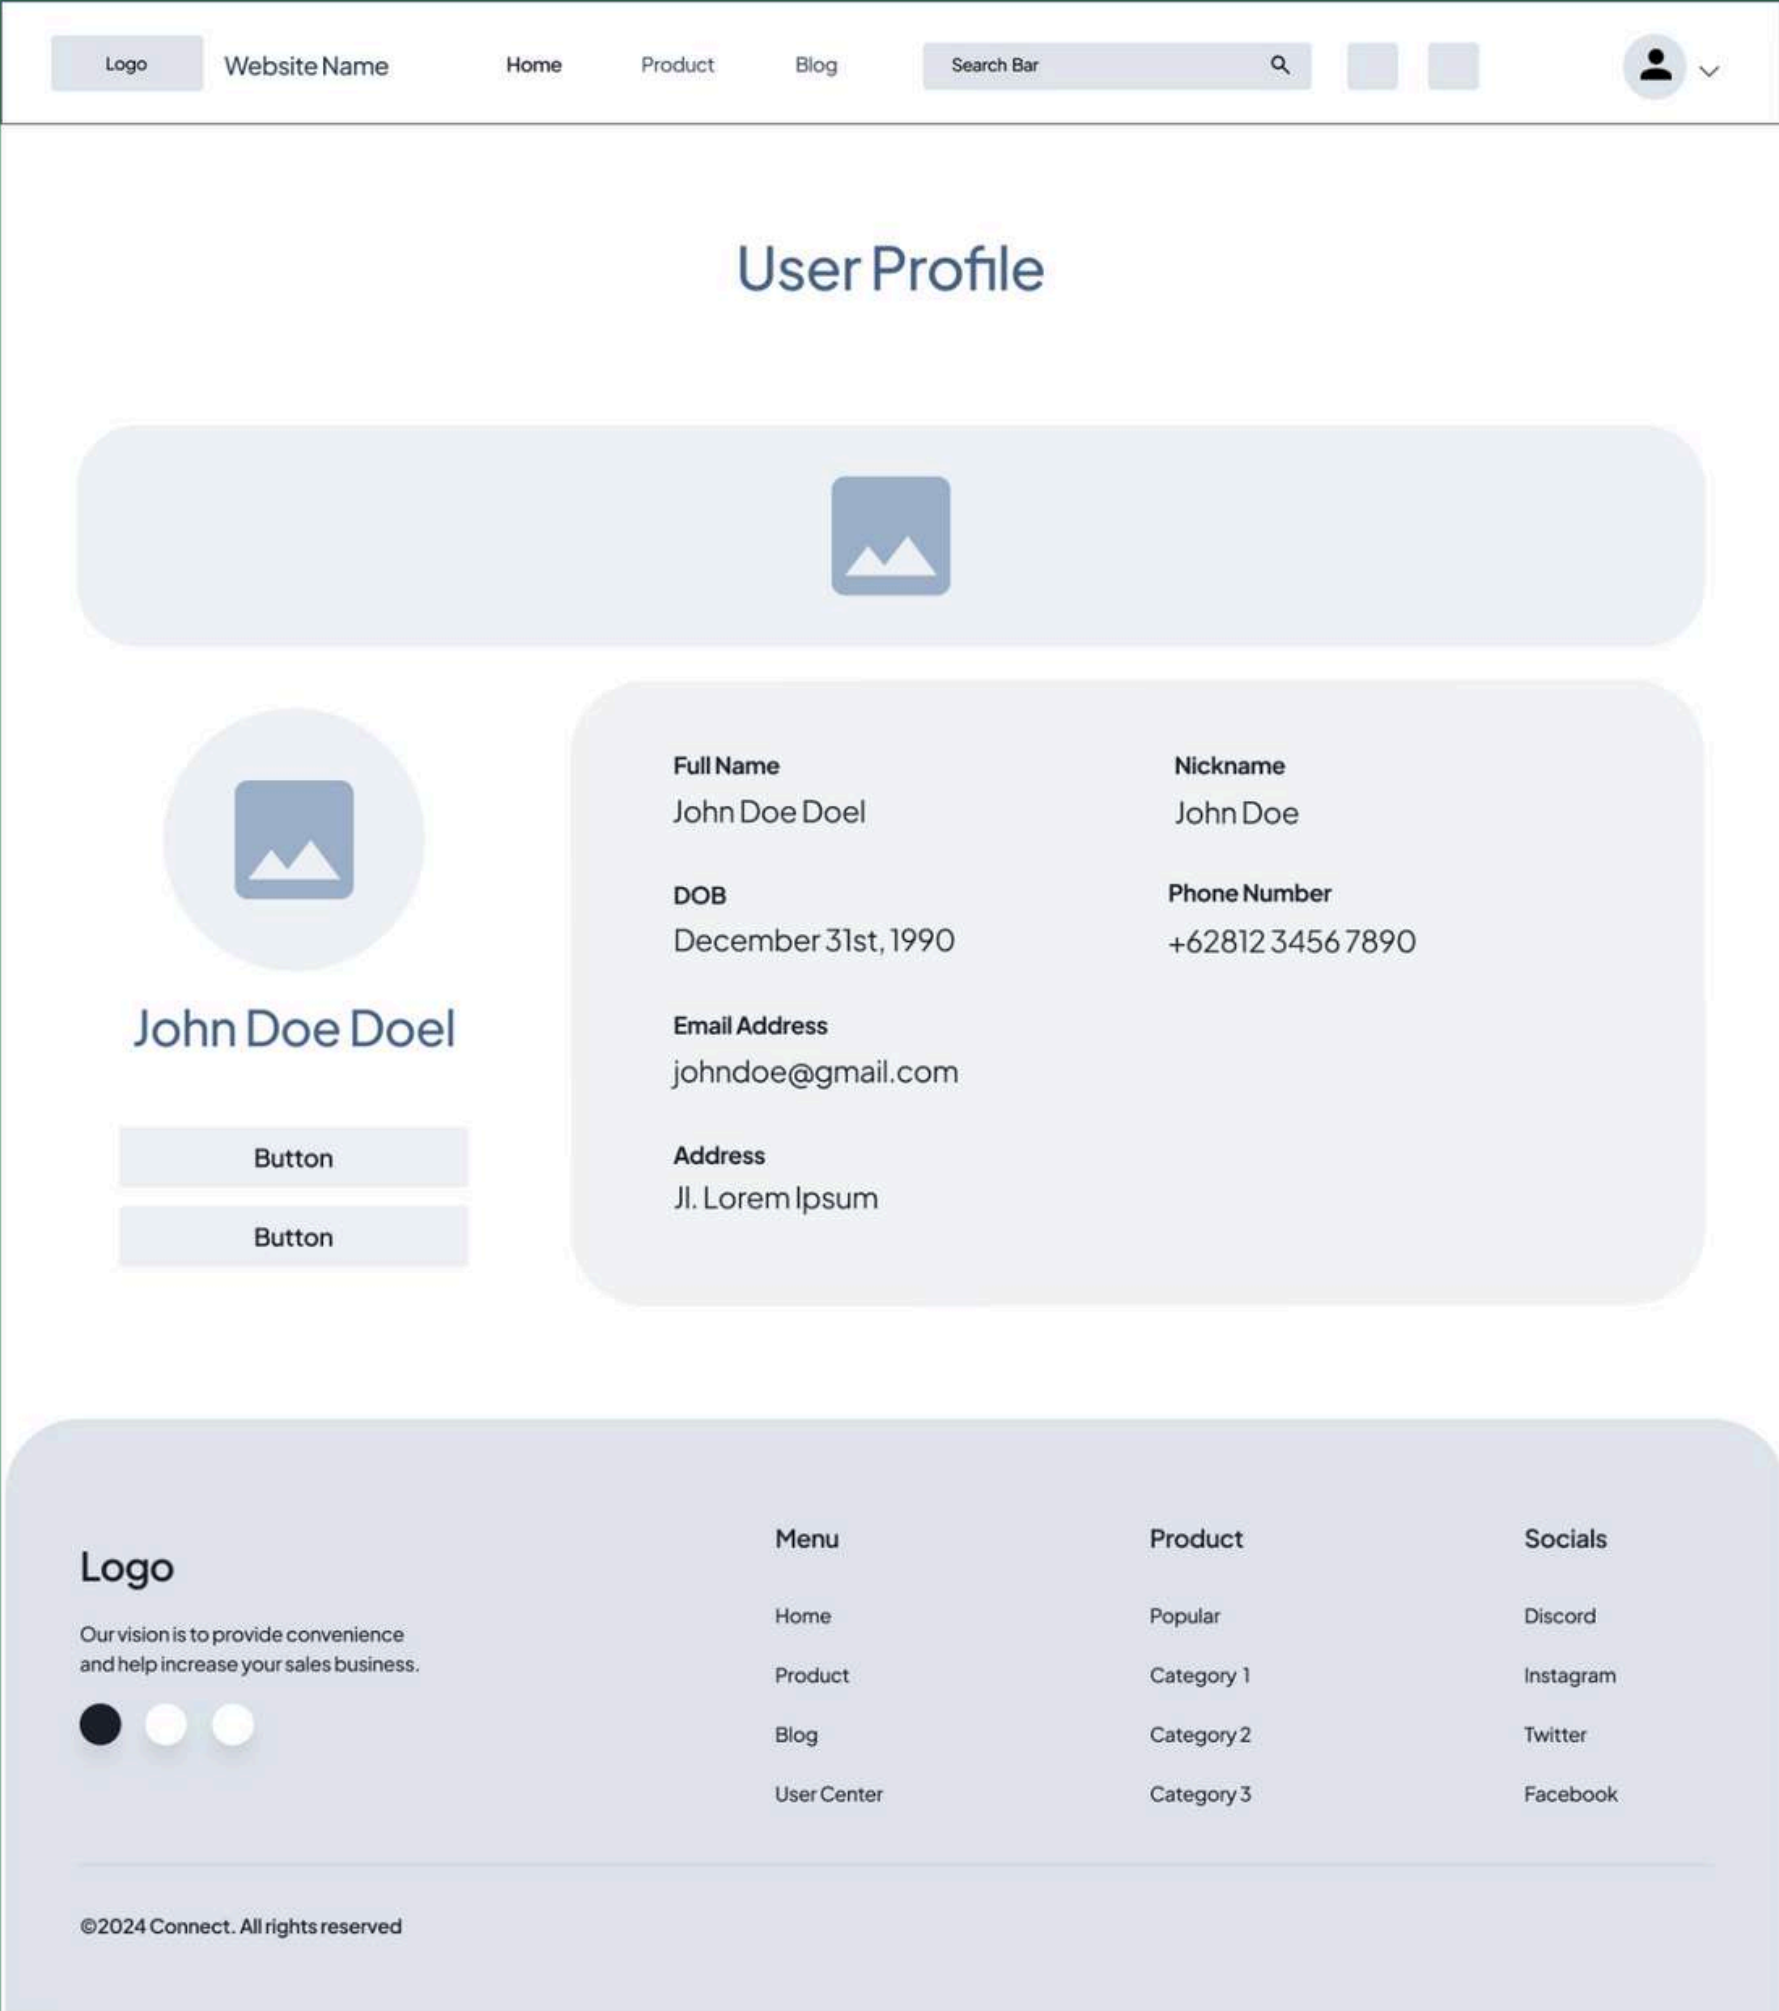 Logo
Website Name
Home
Product
Blog
Search Bar
User Profile
John Doe Doel
Button
Button
Full Name
John Doe Doel
Nickname
John Doe
DOB
December 31st, 1990
Phone Number
+62812 3456 7890
Email Address
johndoe@gmail.com
Address
Jl. Lorem Ipsum
Logo
Our vision is to provide convenience
and help increase your sales business.
Menu
Home
Product
Blog
User Center
Product
Popular
Category 1
Category 2
Category 3
Socials
Discord
Instagram
Twitter
Facebook
©2024 Connect. All rights reserved